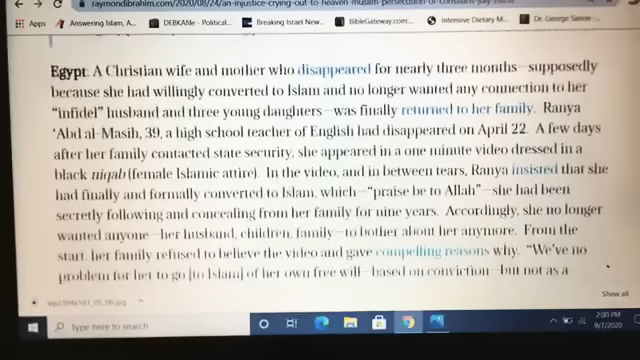 raymondibrahim.com/2020/08/24/an-injustice-crying-out-to-heaven-muslim-persecution-of-christians-july-2020/
Apps Answering Islam, A... DEBKAfile - Political... Breaking Israel New... BibleGateway.com... Intensive Dietary M... Dr. George Simon -...
Egypt: A Christian wife and mother who disappeared for nearly three months—supposedly
because she had willingly converted to Islam and no longer wanted any connection to her
“infidel” husband and three young daughters—was finally returned to her family. Ranya
‘Abd al-Masih, 39, a high school teacher of English had disappeared on April 22. A few days
after her family contacted state security, she appeared in a one minute video dressed in a
black niqab (female Islamic attire). In the video, and in between tears, Ranya insisted that she
had finally and formally converted to Islam, which—“praise be to Allah”—she had been
secretly following and concealing from her family for nine years. Accordingly, she no longer
wanted anyone—her husband, children, family—to bother about her anymore. From the
start, her family refused to believe the video and gave compelling reasons why. “We’ve no
problem for her to go [to Islam] of her own free will—based on conviction—but not as a
Show all
Type here to search
2:00 PM
9/7/2020